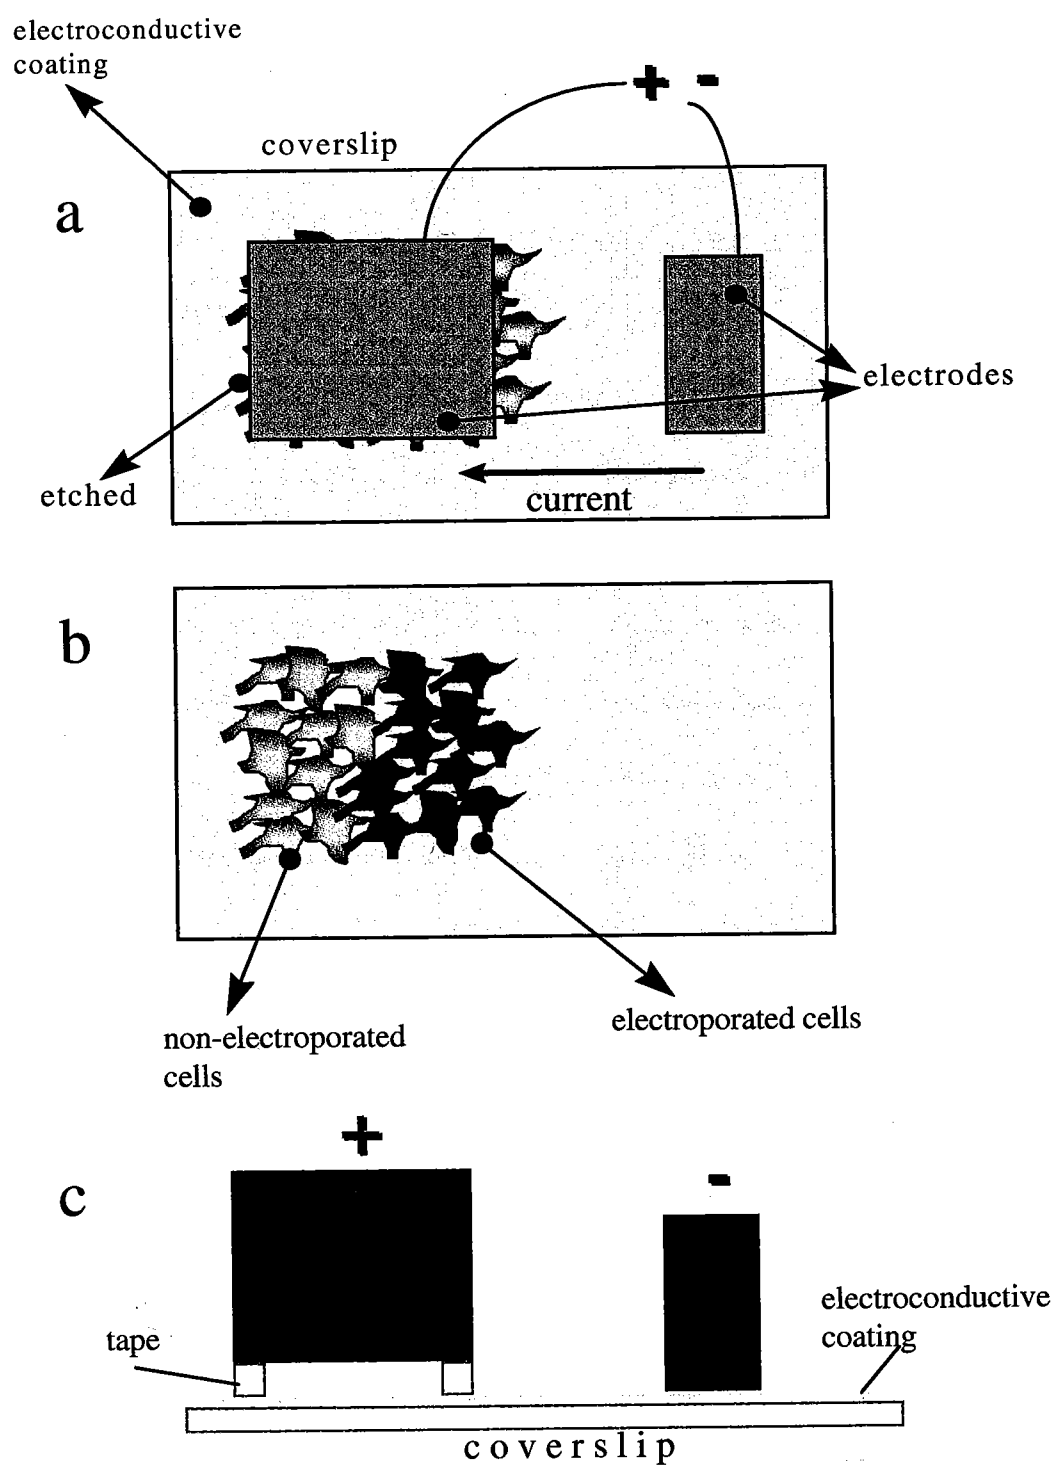 electroconductive
coating
+ -
coverslip
a
electrodes
etched
current
b
electroporated cells
non-electroporated
cells
+
-
c
electroconductive
coating
tape
coverslip